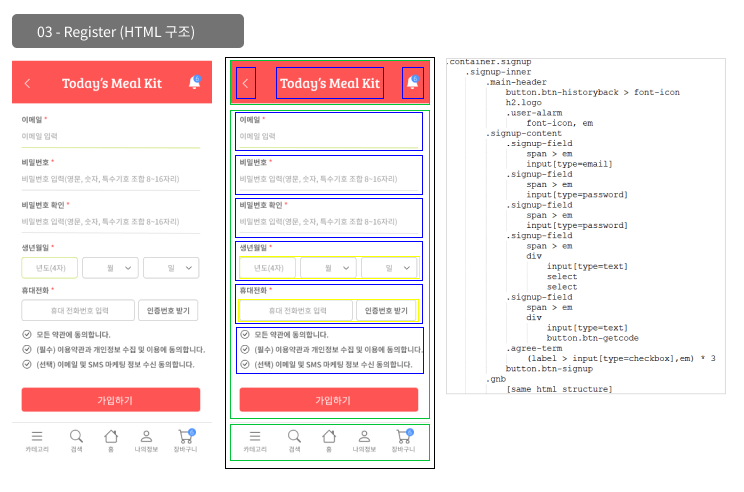 03 - Register (HTML 구조)
Today's Meal Kit
6
이메일 *
이메일 입력
비밀번호 *
비밀번호 입력(영문, 숫자, 특수기호 조합 8~16자리)
비밀번호 확인 *
비밀번호 입력(영문, 숫자, 특수기호 조합 8~16자리)
생년월일 *
년도(4자) 월 일
휴대전화 *
휴대 전화번호 입력 인증번호 받기
모든 약관에 동의합니다.
(필수) 이용약관과 개인정보 수집 및 이용에 동의합니다.
(선택) 이메일 및 SMS 마케팅 정보 수신 동의합니다.
가입하기
6
카테고리 검색 홈 나의정보 장바구니
Today's Meal Kit
6
이메일 *
이메일 입력
비밀번호 *
비밀번호 입력(영문, 숫자, 특수기호 조합 8~16자리)
비밀번호 확인 *
비밀번호 입력(영문, 숫자, 특수기호 조합 8~16자리)
생년월일 *
년도(4자) 월 일
휴대전화 *
휴대 전화번호 입력 인증번호 받기
모든 약관에 동의합니다.
(필수) 이용약관과 개인정보 수집 및 이용에 동의합니다.
(선택) 이메일 및 SMS 마케팅 정보 수신 동의합니다.
가입하기
6
카테고리 검색 홈 나의정보 장바구니
.container.signup
.signup-inner
.main-header
button.btn-historyback > font-icon
h2.logo
.user-alarm
font-icon, em
.signup-content
.signup-field
span > em
input[type=email]
.signup-field
span > em
input[type=password]
.signup-field
span > em
input[type=password]
.signup-field
span > em
div
input[type=text]
select
select
.signup-field
span > em
div
input[type=text]
button.btn-getcode
.agree-term
(label > input[type=checkbox],em) * 3
button.btn-signup
.gnb
[same html structure]